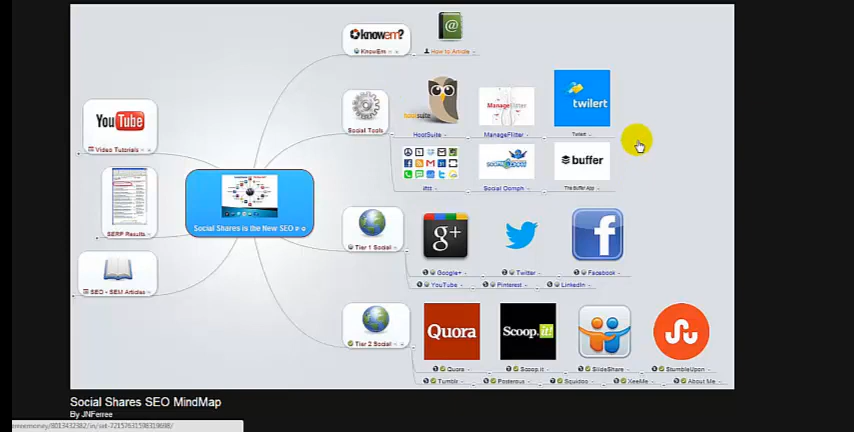 knowem?
KnowEm
How to Article
YouTube
Video Tutorials
Social Tools
hootsuite
HootSuite
ManageFlitter
ManageFlitter
twilert
Twilert
ifttt
Social Oomph
buffer
The Buffer App
SERP Results
Social Shares is the New SEO
SEO - SEM Articles
Tier 1 Social
g+
Google+
Twitter
f
Facebook
YouTube
Pinterest
LinkedIn
Tier 2 Social
Quora
Scoop.it!
Quora
Scoop.it
SlideShare
StumbleUpon
Tumblr
Posterous
Squidoo
XeeMe
About Me
Social Shares SEO MindMap
By JNFerree